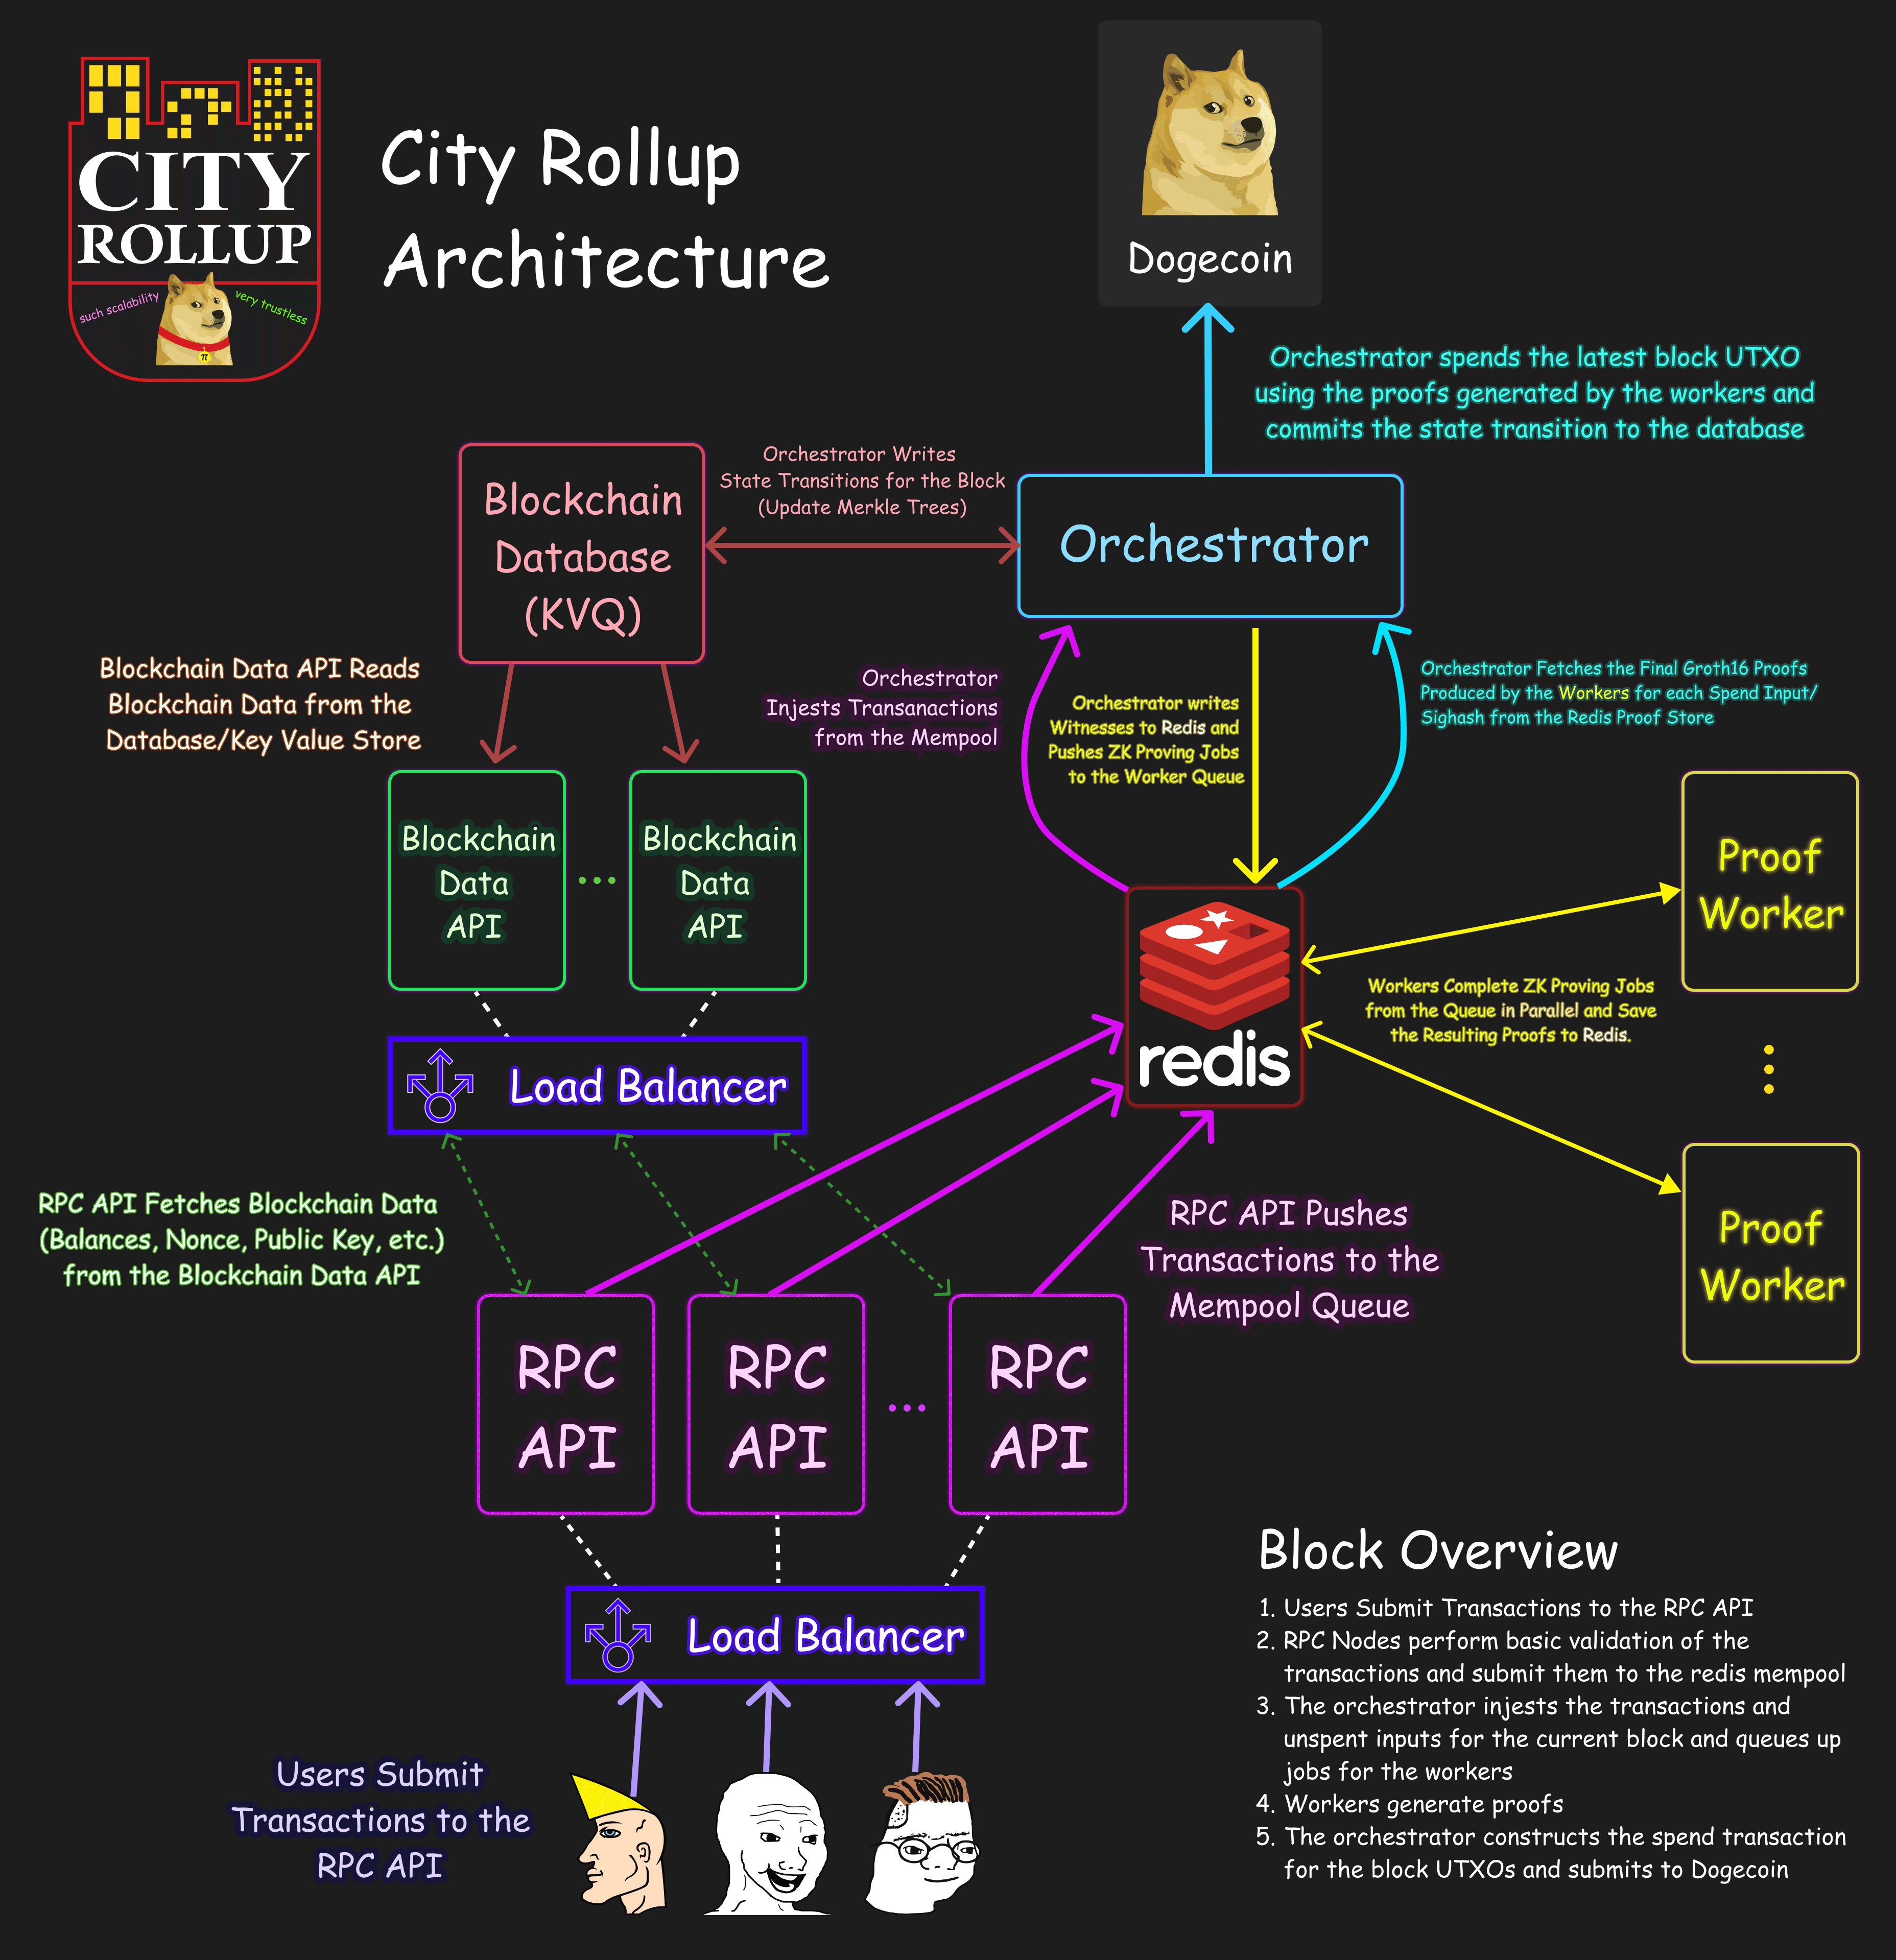 CITY
ROLLUP
such scalability
very trustless
π
City Rollup
Architecture
Dogecoin
Orchestrator spends the latest block UTXO
using the proofs generated by the workers and
commits the state transition to the database
Blockchain
Database
(KVQ)
Orchestrator Writes
State Transitions for the Block
(Update Merkle Trees)
Orchestrator
Blockchain Data API Reads
Blockchain Data from the
Database/Key Value Store
Orchestrator
Injests Transanactions
from the Mempool
Orchestrator writes
Witnesses to Redis and
Pushes ZK Proving Jobs
to the Worker Queue
Orchestrator Fetches the Final Groth16 Proofs
Produced by the Workers for each Spend Input/
Sighash from the Redis Proof Store
Blockchain
Data
API
...
Blockchain
Data
API
redis
Proof
Worker
Workers Complete ZK Proving Jobs
from the Queue in Parallel and Save
the Resulting Proofs to Redis.
Proof
Worker
Load Balancer
RPC API Fetches Blockchain Data
(Balances, Nonce, Public Key, etc.)
from the Blockchain Data API
RPC API Pushes
Transactions to the
Mempool Queue
RPC
API
RPC
API
...
RPC
API
Load Balancer
Users Submit
Transactions to the
RPC API
Block Overview
1. Users Submit Transactions to the RPC API
2. RPC Nodes perform basic validation of the
transactions and submit them to the redis mempool
3. The orchestrator injests the transactions and
unspent inputs for the current block and queues up
jobs for the workers
4. Workers generate proofs
5. The orchestrator constructs the spend transaction
for the block UTXOs and submits to Dogecoin